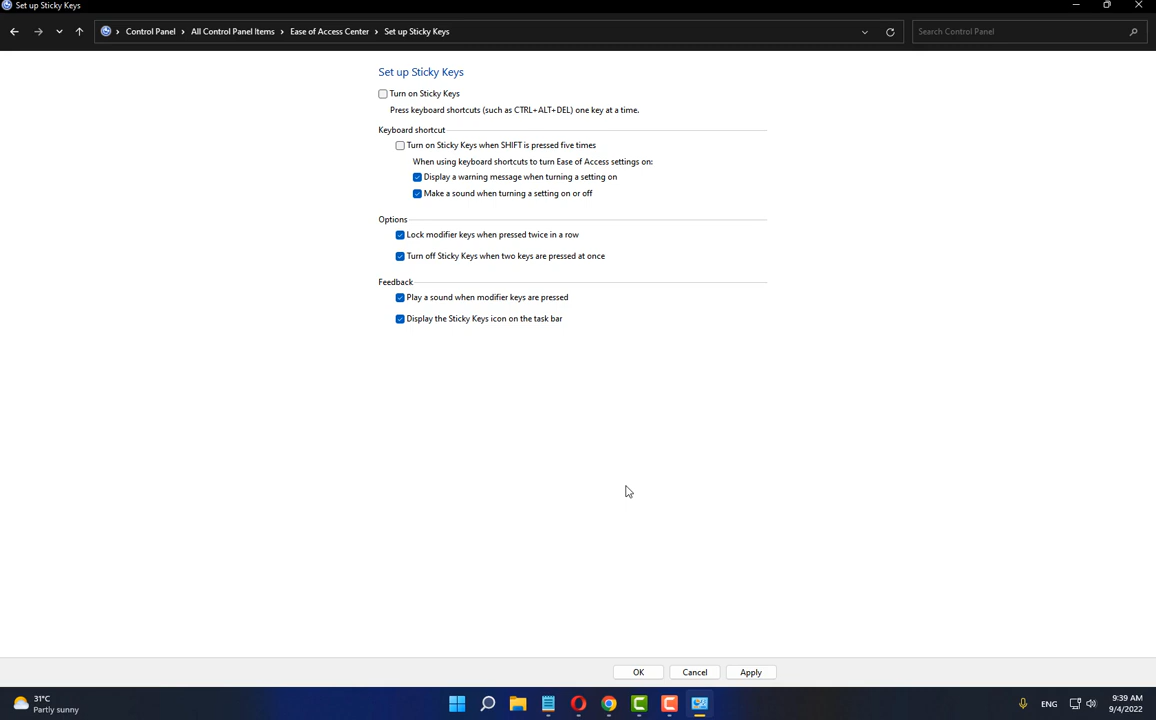 Set up Sticky Keys
Control Panel › All Control Panel Items › Ease of Access Center › Set up Sticky Keys
Search Control Panel
Set up Sticky Keys
Turn on Sticky Keys
Press keyboard shortcuts (such as CTRL+ALT+DEL) one key at a time.
Keyboard shortcut
Turn on Sticky Keys when SHIFT is pressed five times
When using keyboard shortcuts to turn Ease of Access settings on:
Display a warning message when turning a setting on
Make a sound when turning a setting on or off
Options
Lock modifier keys when pressed twice in a row
Turn off Sticky Keys when two keys are pressed at once
Feedback
Play a sound when modifier keys are pressed
Display the Sticky Keys icon on the task bar
OK Cancel Apply
31°C
Partly sunny
ENG
9:39 AM
9/4/2022